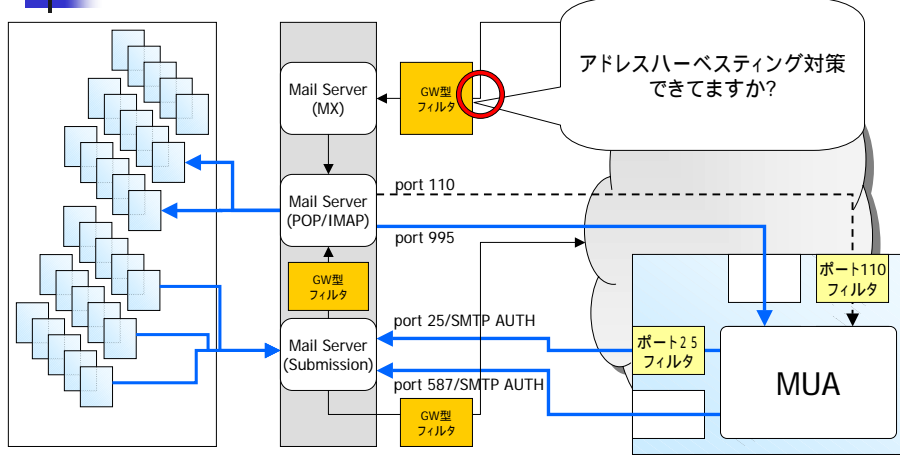 アドレスハーベスティング対策
できてますか?
Mail Server
(MX)
GW型
フィルタ
Mail Server
(POP/IMAP)
port 110
port 995
GW型
フィルタ
ポート110
フィルタ
Mail Server
(Submission)
port 25/SMTP AUTH
ポート25
フィルタ
port 587/SMTP AUTH
MUA
GW型
フィルタ